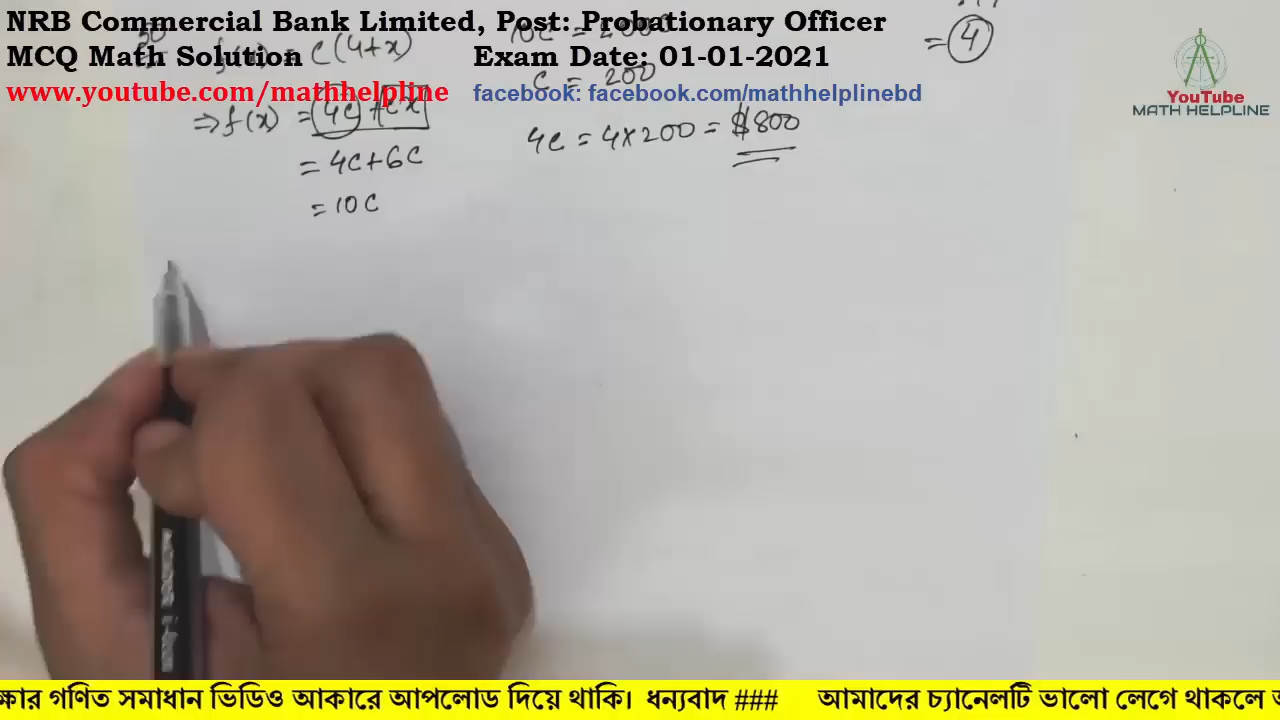 NRB Commercial Bank Limited, Post: Probationary Officer
MCQ Math Solution Exam Date: 01-01-2021
www.youtube.com/mathhelpline facebook: facebook.com/mathhelplinebd
YouTube
MATH HELPLINE
f(x) = C(4+x)
10C = 2000
= 4
C = 200
⇒ f(x) = 4C + Cx
4C = 4×200 = $800
= 4C+6C
= 10C
ক্ষার গণিত সমাধান ভিডিও আকারে আপলোড দিয়ে থাকি। ধন্যবাদ ### আমাদের চ্যানেলটি ভালো লেগে থাকলে